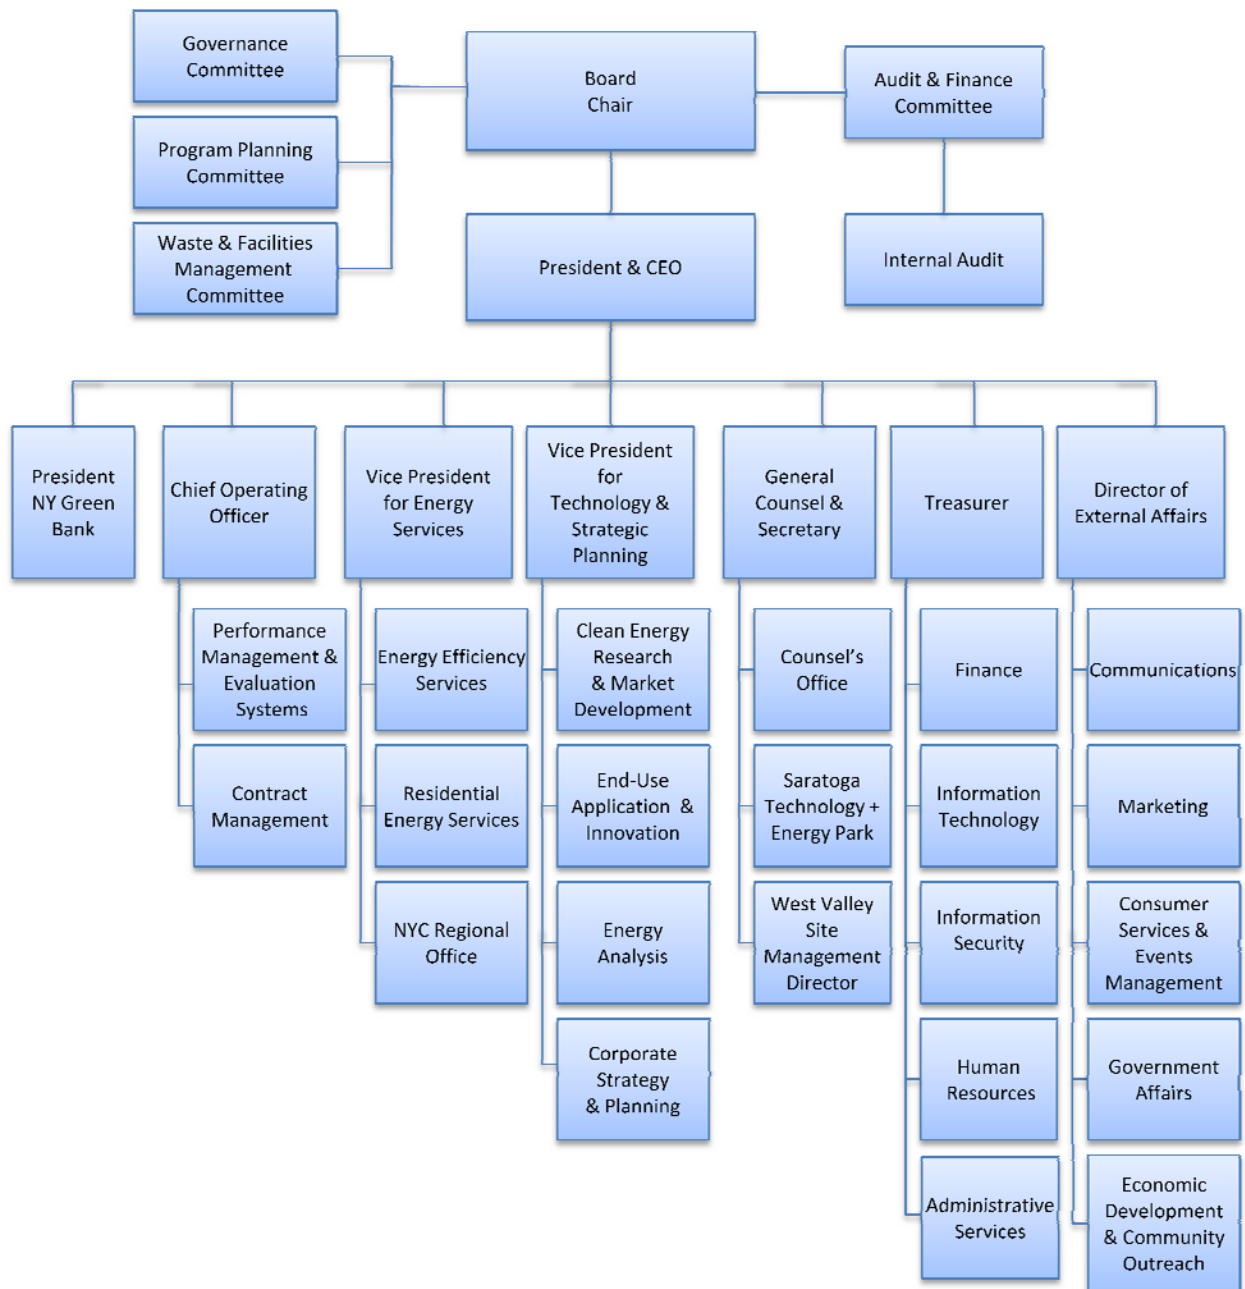 Governance
Committee
Board
Chair
Audit & Finance
Committee
Program Planning
Committee
Waste & Facilities
Management
Committee
President & CEO
Internal Audit
President
NY Green
Bank
Chief Operating
Officer
Vice President
for Energy
Services
Vice President
for
Technology &
Strategic
Planning
General
Counsel &
Secretary
Treasurer
Director of
External Affairs
Performance
Management &
Evaluation
Systems
Energy Efficiency
Services
Clean Energy
Research
& Market
Development
Counsel's
Office
Finance
Communications
Contract
Management
Residential
Energy Services
End-Use
Application & 
Innovation
Saratoga
Technology +
Energy Park
Information
Technology
Marketing
NYC Regional
Office
Energy
Analysis
West Valley
Site
Management
Director
Information
Security
Consumer
Services &
Events
Management
Corporate
Strategy
& Planning
Human
Resources
Government
Affairs
Administrative
Services
Economic
Development
& Community
Outreach